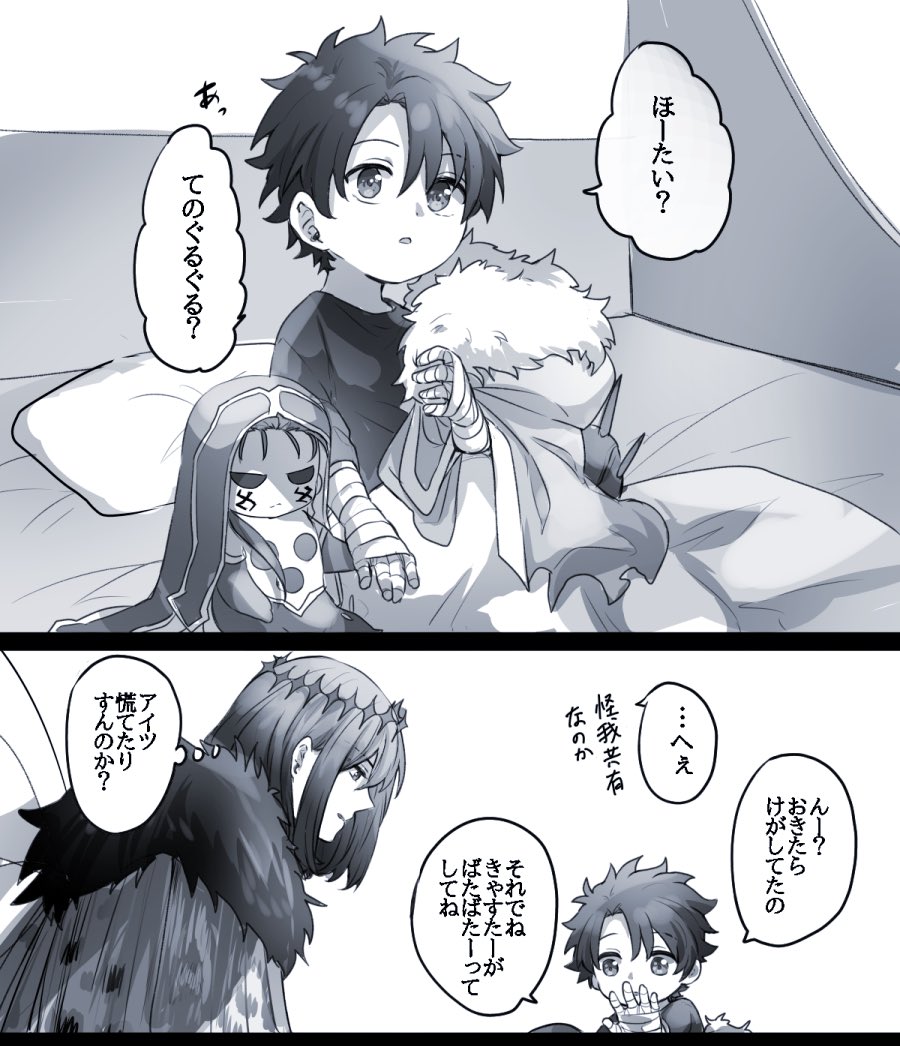 ほーたい?
あっ
てのぐるぐる?
んー?
おきたら
けがしてたの
…へぇ
怪我共有
なのか
それでね
きゃすたーが
ばたばたーって
してね
アイツ
慌てたり
すんのか?